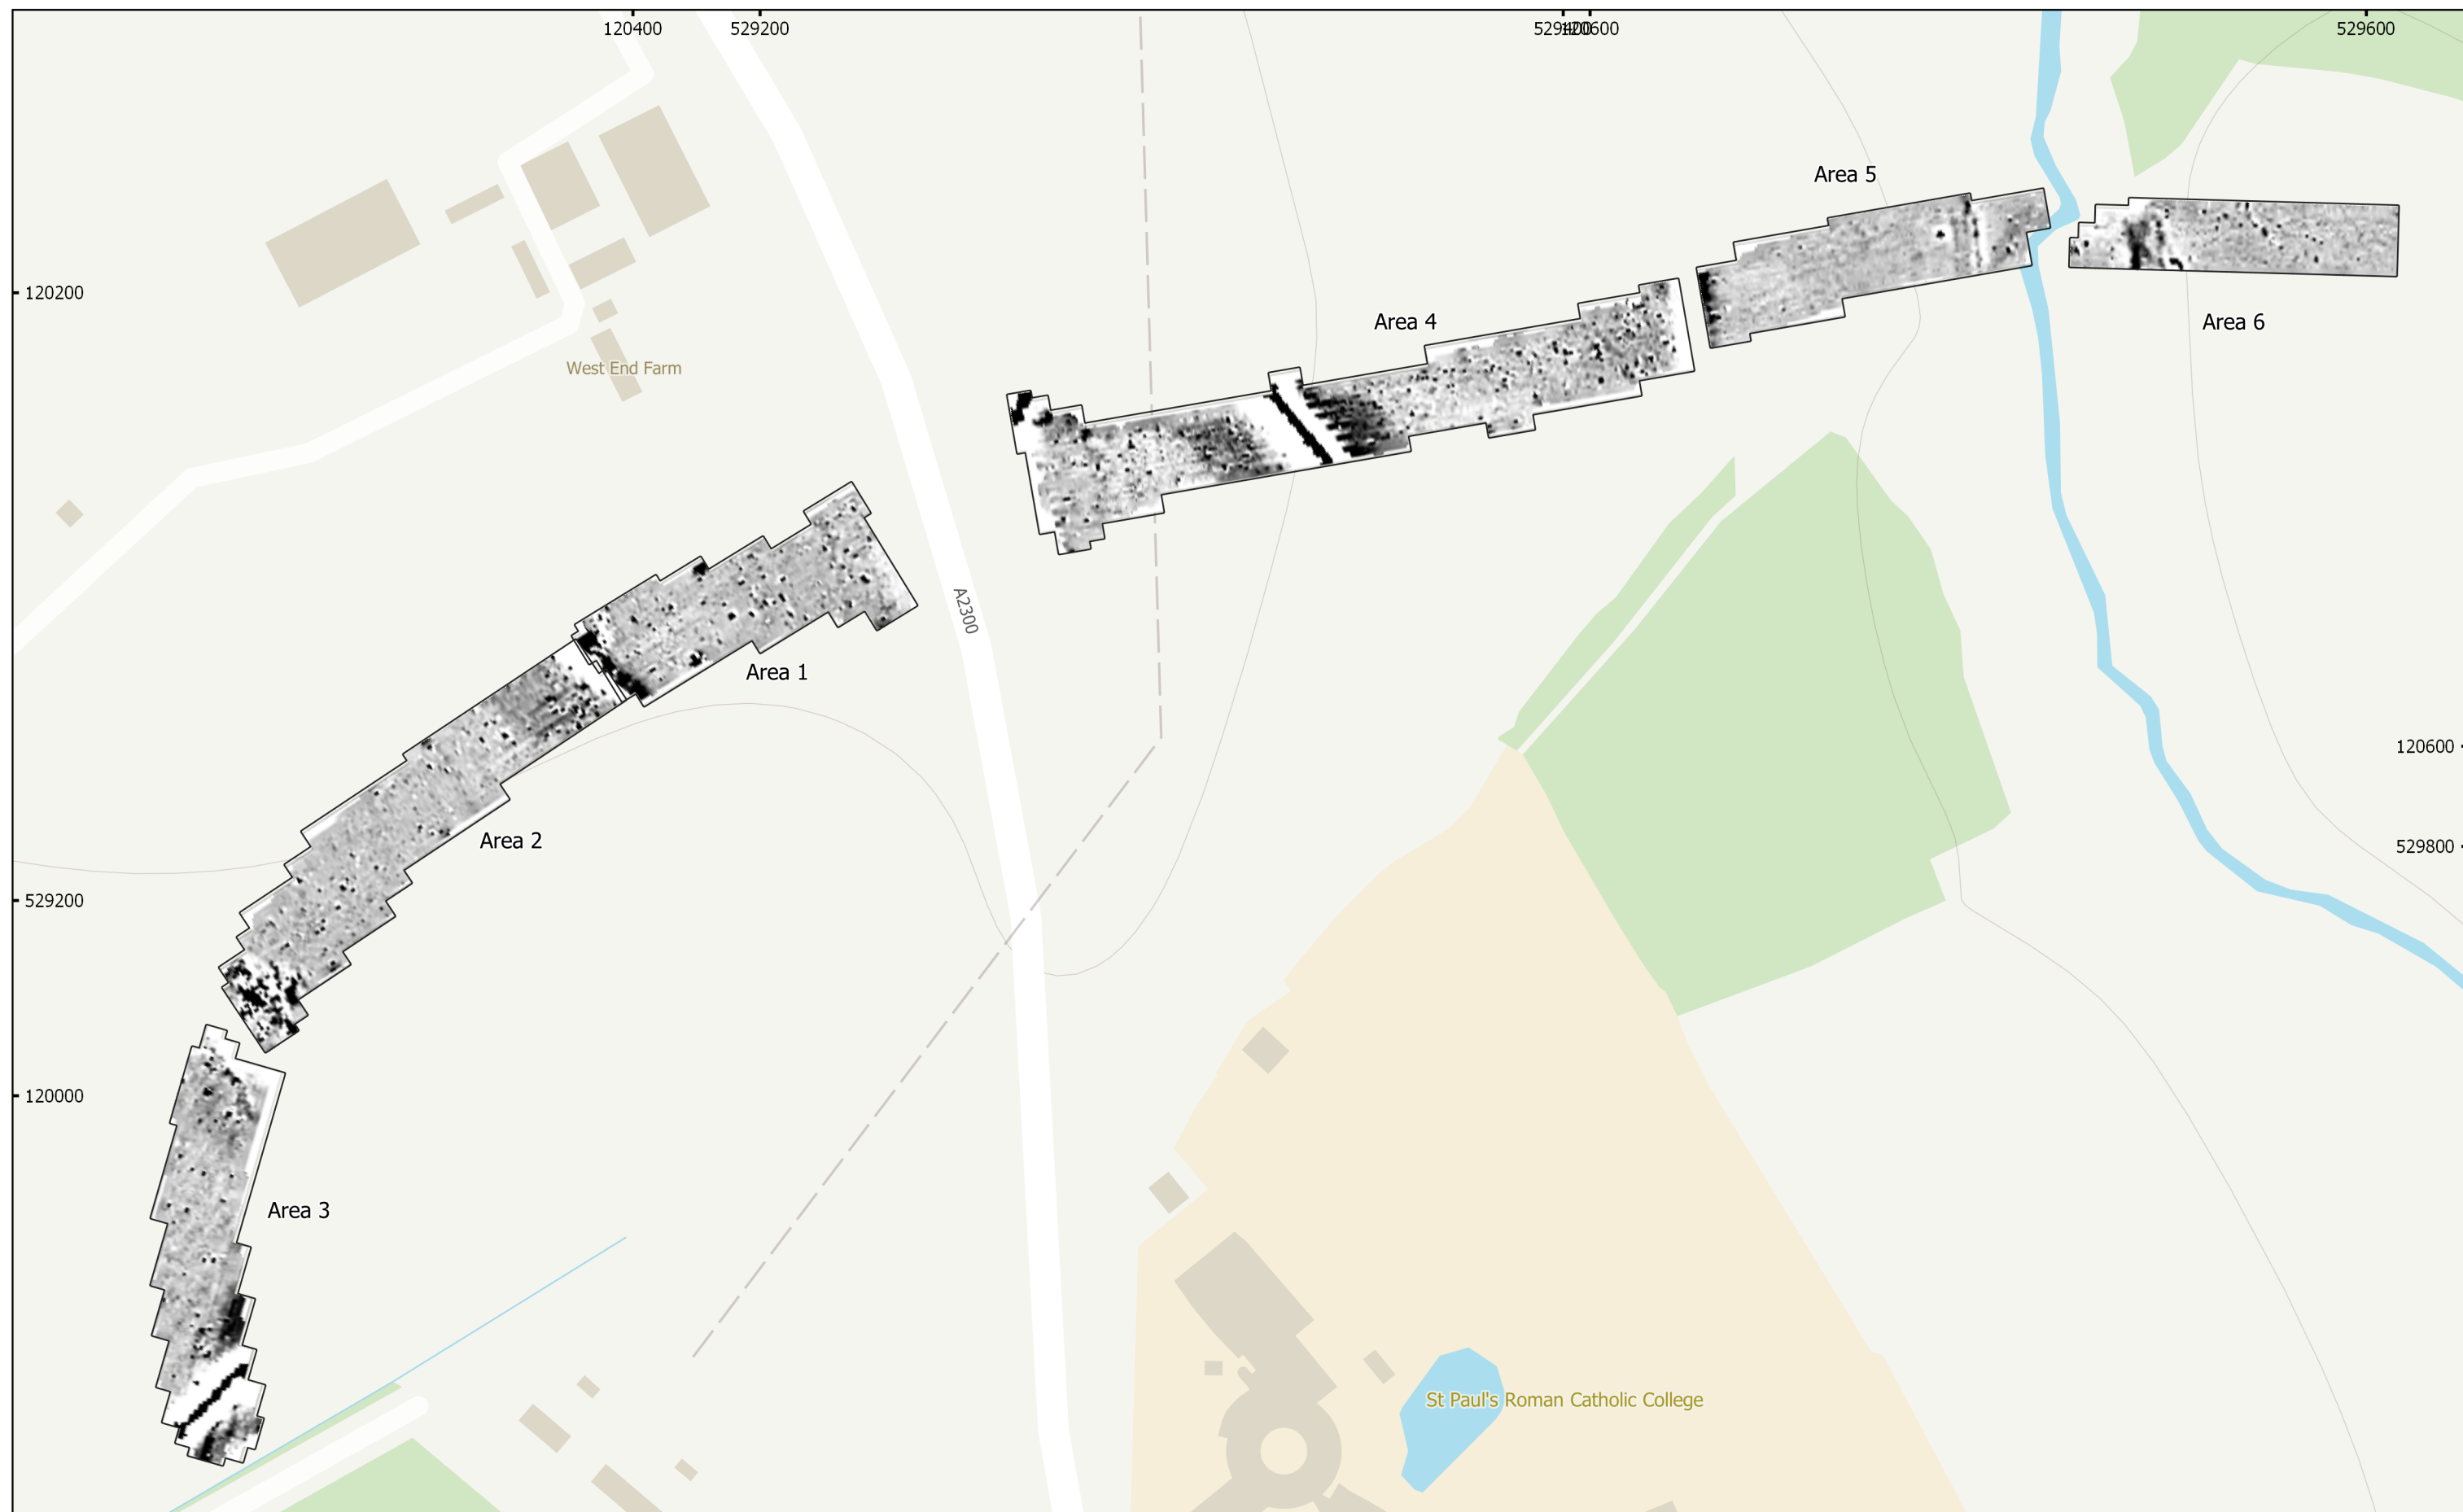 120400
529200
529400
120600
529600
Area 5
120200
Area 4
Area 6
West End Farm
A2300
Area 1
120600
Area 2
529800
529200
120000
Area 3
St Paul's Roman Catholic College